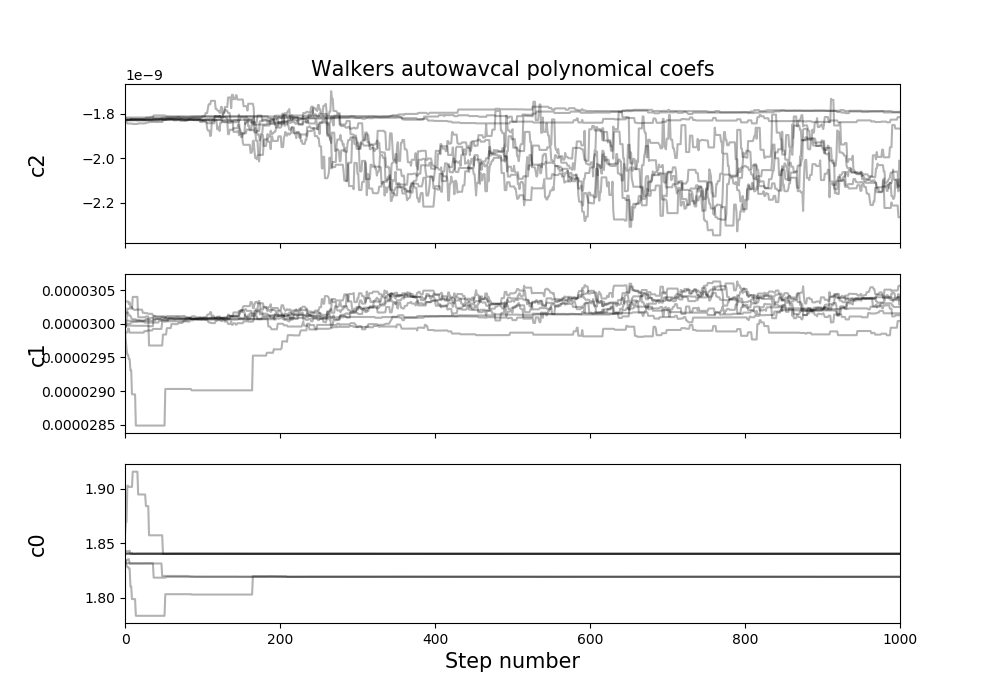 Walkers autowavcal polynomical coefs
1e−9
−1.8
−2.0
−2.2
c2
0.0000305
0.0000300
0.0000295
0.0000290
0.0000285
c1
1.90
1.85
1.80
c0
0 200 400 600 800 1000
Step number